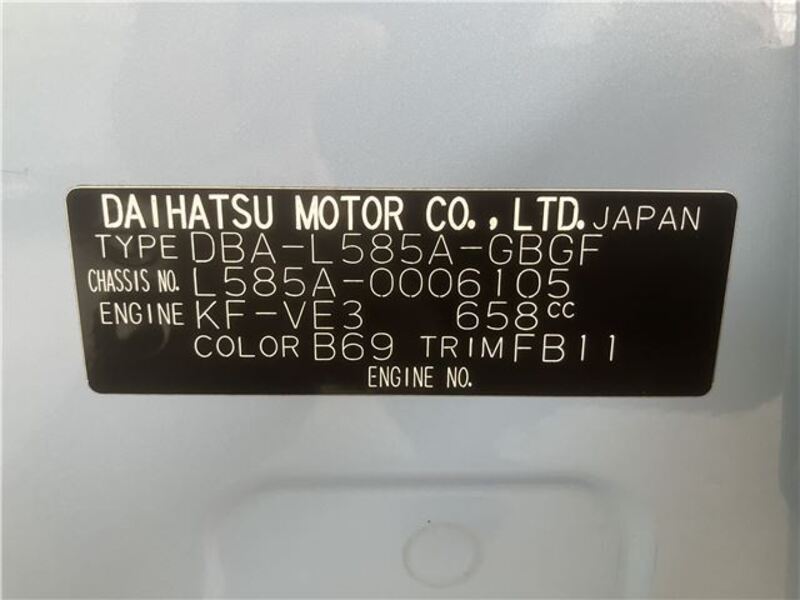 DAIHATSU MOTOR CO., LTD. JAPAN
TYPE DBA-L585A-GBGF
CHASSIS NO. L585A-0006105
ENGINE KF-VE3 658cc
COLOR B69 TRIM FB11
ENGINE NO.